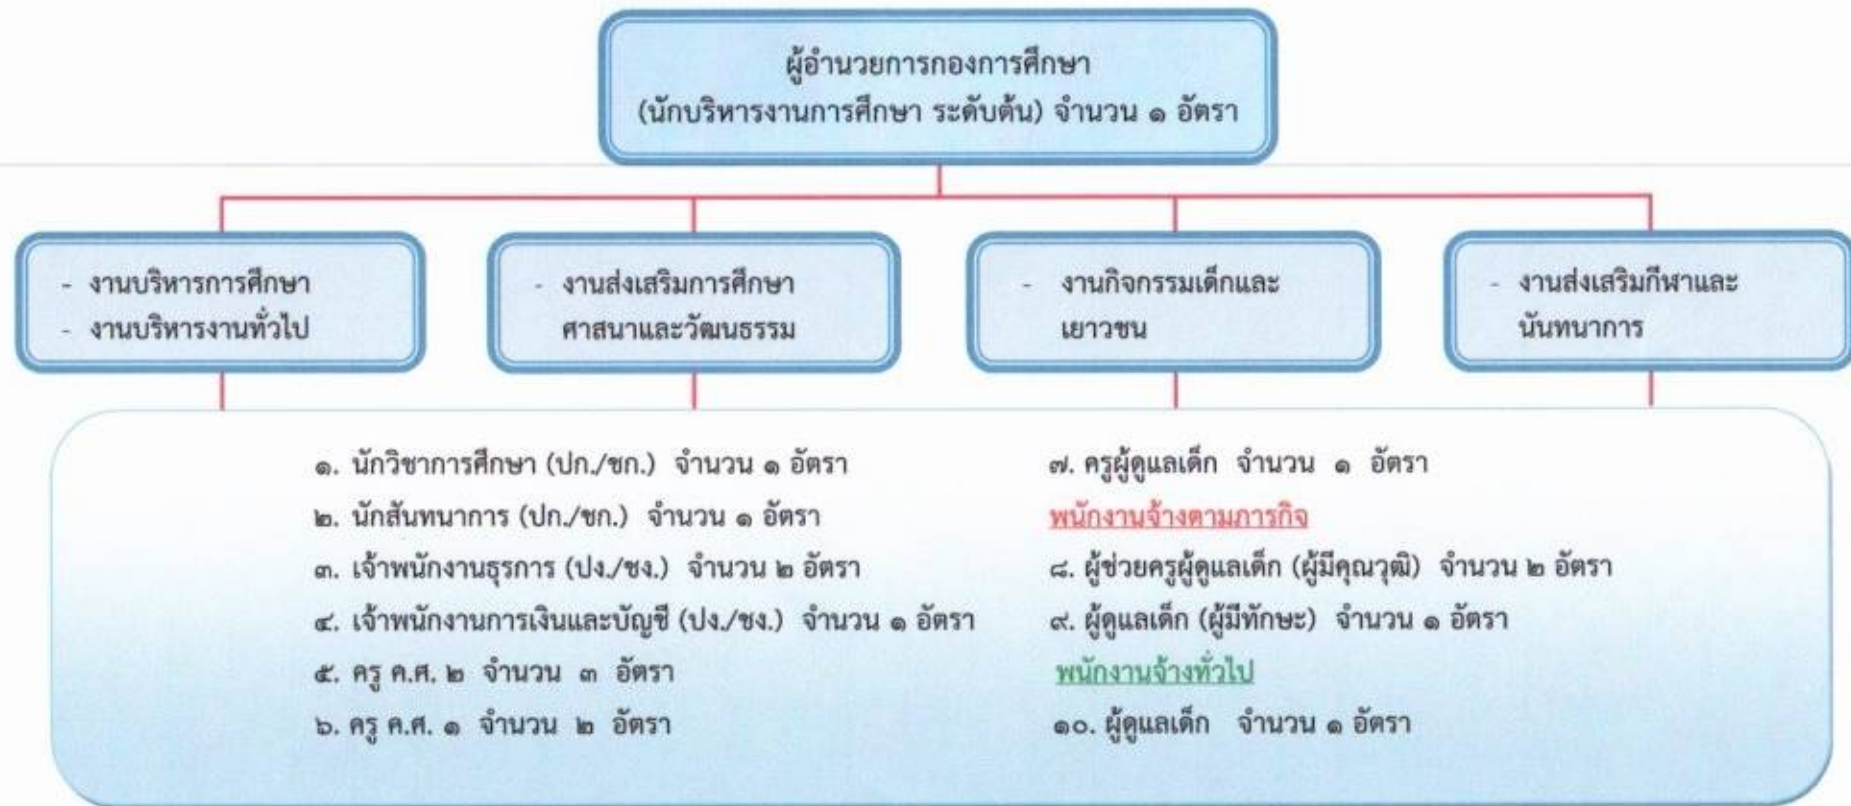 ผู้อำนวยการกองการศึกษา
(นักบริหารงานการศึกษา ระดับต้น) จำนวน ๑ อัตรา
- งานบริหารการศึกษา
- งานบริหารงานทั่วไป
- งานส่งเสริมการศึกษา
ศาสนาและวัฒนธรรม
- งานกิจกรรมเด็กและ
เยาวชน
- งานส่งเสริมกีฬาและ
นันทนาการ
๑. นักวิชาการศึกษา (ปก./ชก.) จำนวน ๑ อัตรา
๒. นักสันทนาการ (ปก./ชก.) จำนวน ๑ อัตรา
๓. เจ้าพนักงานธุรการ (ปง./ชง.) จำนวน ๒ อัตรา
๔. เจ้าพนักงานการเงินและบัญชี (ปง./ชง.) จำนวน ๑ อัตรา
๕. ครู ค.ศ. ๒ จำนวน ๓ อัตรา
๖. ครู ค.ศ. ๑ จำนวน ๒ อัตรา
๗. ครูผู้ดูแลเด็ก จำนวน ๑ อัตรา
พนักงานจ้างตามภารกิจ
๘. ผู้ช่วยครูผู้ดูแลเด็ก (ผู้มีคุณวุฒิ) จำนวน ๒ อัตรา
๙. ผู้ดูแลเด็ก (ผู้มีทักษะ) จำนวน ๑ อัตรา
พนักงานจ้างทั่วไป
๑๐. ผู้ดูแลเด็ก จำนวน ๑ อัตรา